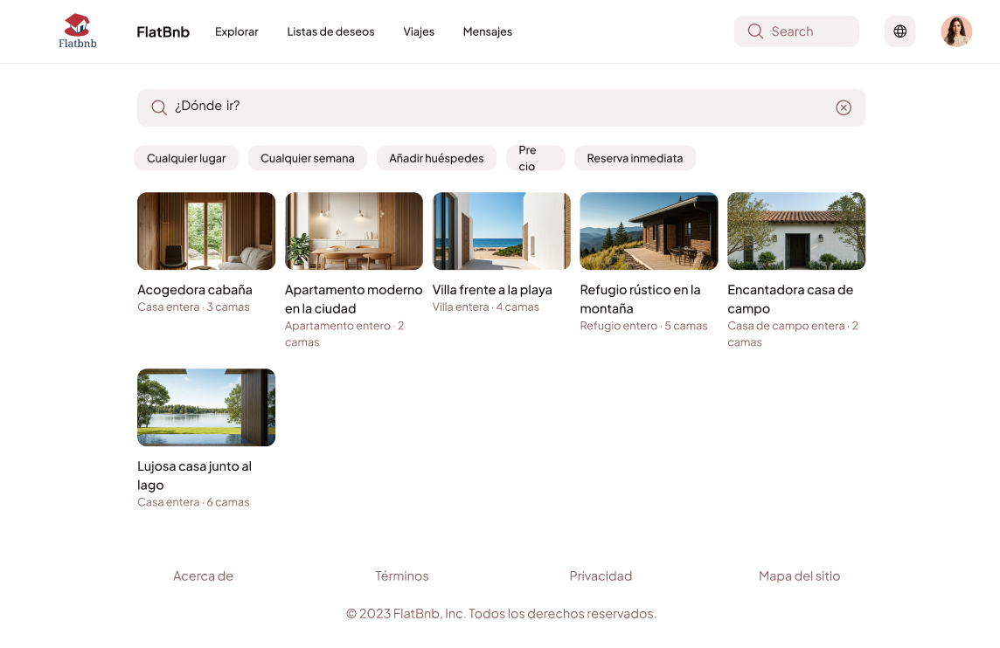 Flatbnb
FlatBnb
Explorar
Listas de deseos
Viajes
Mensajes
Search
¿Dónde ir?
Cualquier lugar
Cualquier semana
Añadir huéspedes
Pre
cio
Reserva inmediata
Acogedora cabaña
Casa entera · 3 camas
Apartamento moderno
en la ciudad
Apartamento entero · 2
camas
Villa frente a la playa
Villa entera · 4 camas
Refugio rústico en la
montaña
Refugio entero · 5 camas
Encantadora casa de
campo
Casa de campo entera · 2
camas
Lujosa casa junto al
lago
Casa entera · 6 camas
Acerca de
Términos
Privacidad
Mapa del sitio
© 2023 FlatBnb, Inc. Todos los derechos reservados.